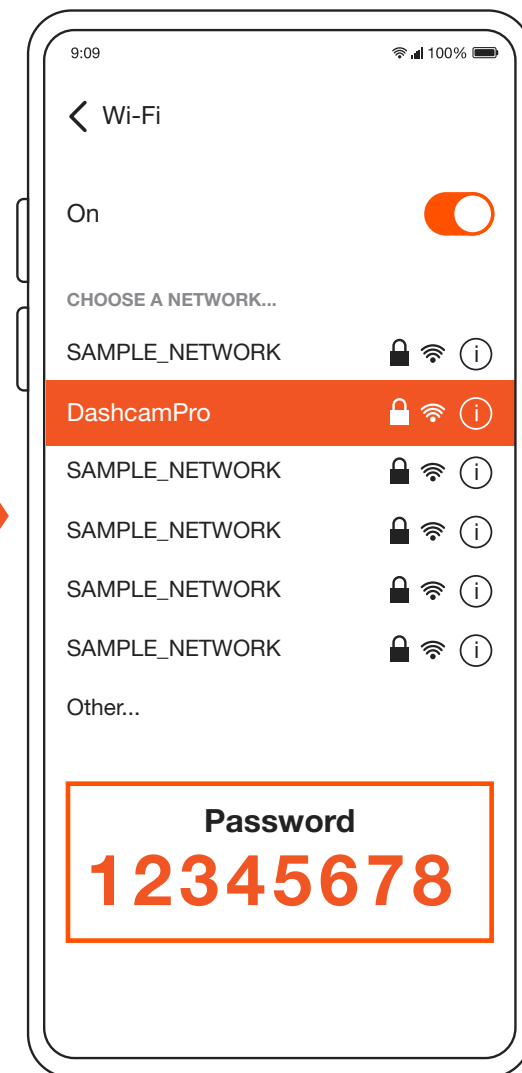 9:09 100%
Wi-Fi
On
CHOOSE A NETWORK...
SAMPLE_NETWORK
DashcamPro
SAMPLE_NETWORK
SAMPLE_NETWORK
SAMPLE_NETWORK
SAMPLE_NETWORK
Other...
Password
12345678